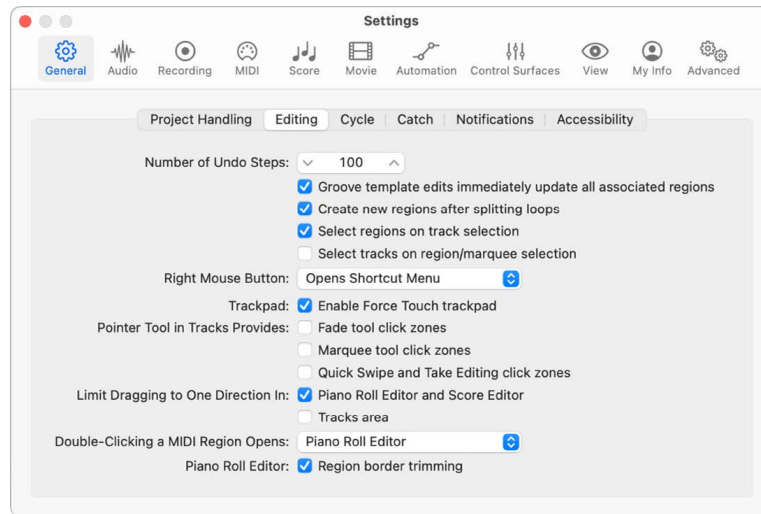 Settings
General Audio Recording MIDI Score Movie Automation Control Surfaces View My Info Advanced
Project Handling Editing Cycle Catch Notifications Accessibility
Number of Undo Steps: 100
Groove template edits immediately update all associated regions
Create new regions after splitting loops
Select regions on track selection
Select tracks on region/marquee selection
Right Mouse Button: Opens Shortcut Menu
Trackpad: Enable Force Touch trackpad
Pointer Tool in Tracks Provides: Fade tool click zones
Marquee tool click zones
Quick Swipe and Take Editing click zones
Limit Dragging to One Direction In: Piano Roll Editor and Score Editor
Tracks area
Double-Clicking a MIDI Region Opens: Piano Roll Editor
Piano Roll Editor: Region border trimming